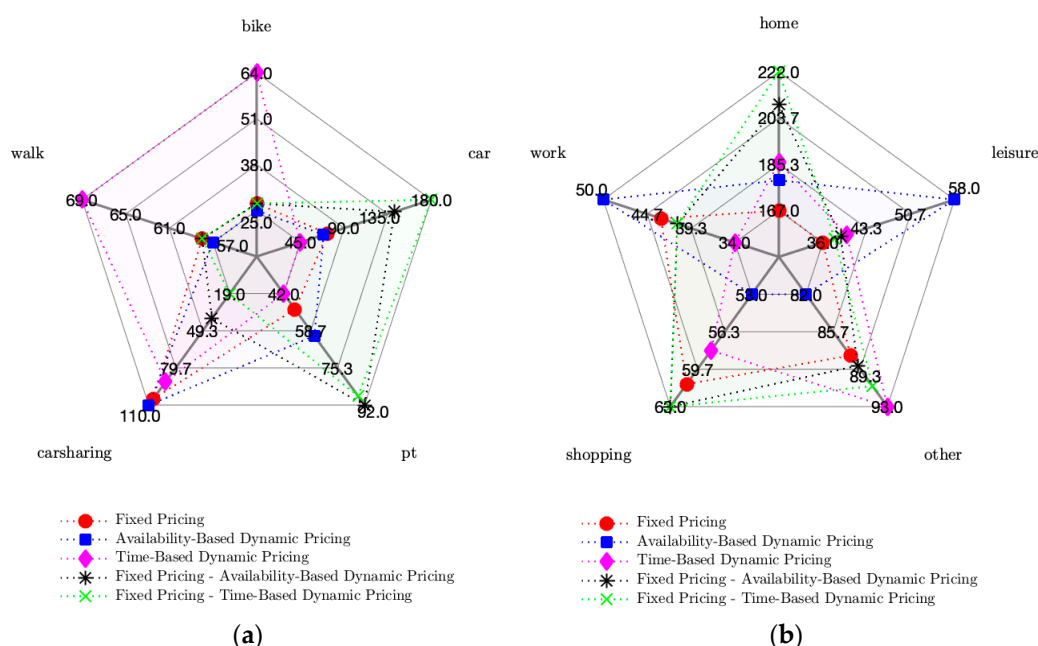 bike
home
64.0
222.0
51.0
203.7
walk
car
work
leisure
38.0
185.3
69.0
65.0
61.0
57.0
25.0
45.0
90.0
135.0
180.0
50.0
44.7
39.3
34.0
167.0
36.0
43.3
50.7
58.0
19.0
42.0
53.0
82.0
49.3
58.7
56.3
85.7
79.7
75.3
59.7
89.3
110.0
92.0
63.0
93.0
carsharing
pt
shopping
other
Fixed Pricing
Availability-Based Dynamic Pricing
Time-Based Dynamic Pricing
Fixed Pricing - Availability-Based Dynamic Pricing
Fixed Pricing - Time-Based Dynamic Pricing
(a)
Fixed Pricing
Availability-Based Dynamic Pricing
Time-Based Dynamic Pricing
Fixed Pricing - Availability-Based Dynamic Pricing
Fixed Pricing - Time-Based Dynamic Pricing
(b)